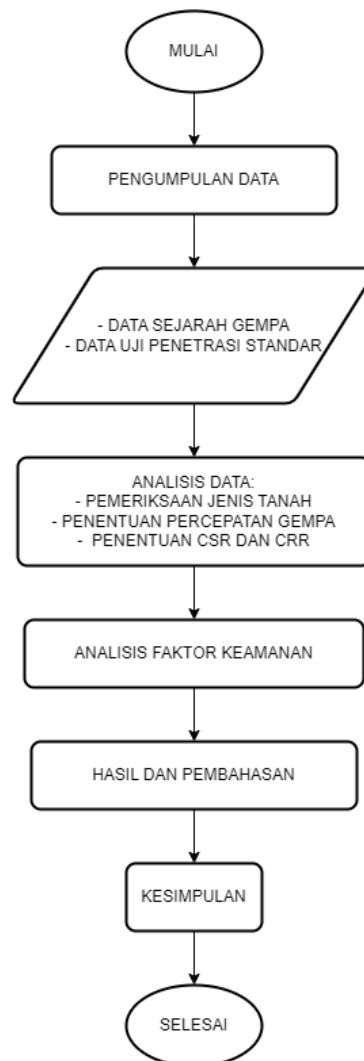 MULAI
PENGUMPULAN DATA
- DATA SEJARAH GEMPA
- DATA UJI PENETRASI STANDAR
ANALISIS DATA:
- PEMERIKSAAN JENIS TANAH
- PENENTUAN PERCEPATAN GEMPA
- PENENTUAN CSR DAN CRR
ANALISIS FAKTOR KEAMANAN
HASIL DAN PEMBAHASAN
KESIMPULAN
SELESAI